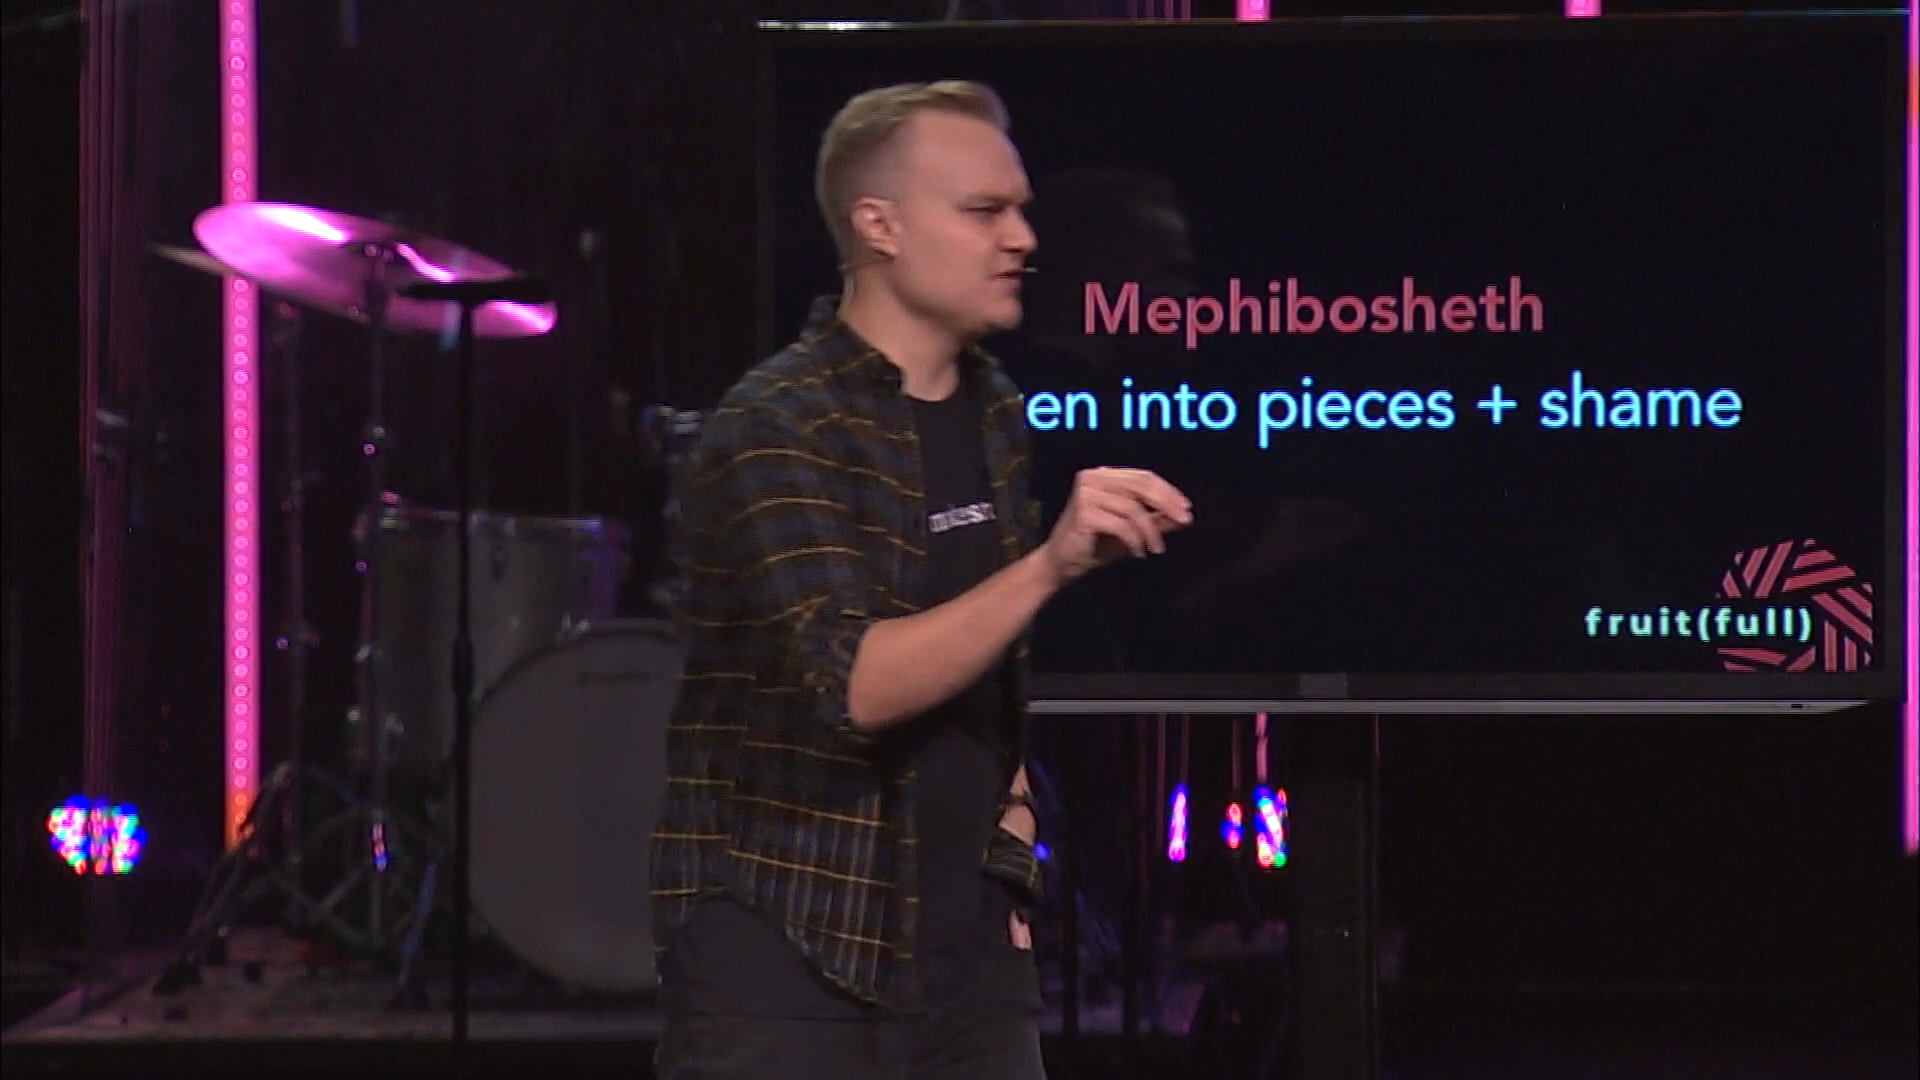 Mephibosheth
en into pieces + shame
fruit(full)